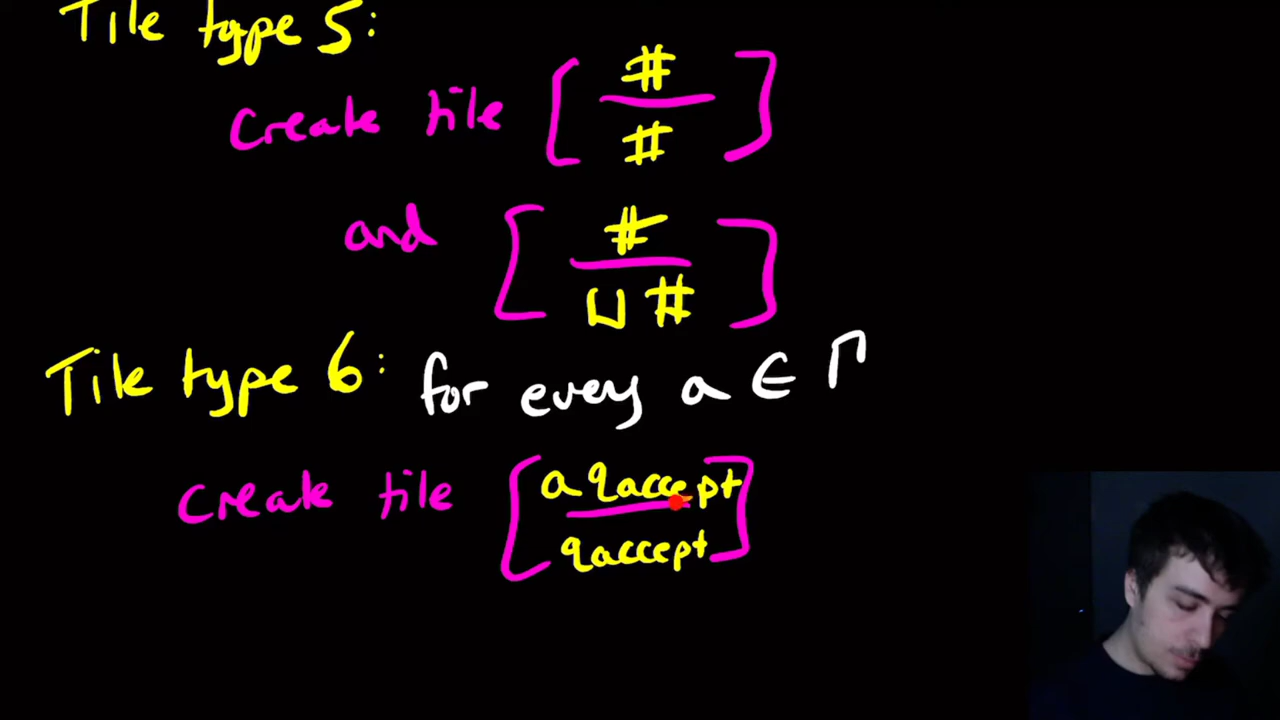 Tile type 5:
create tile [ # / # ]
and [ # / ⊔ # ]
Tile type 6: for every a ∈ Γ
create tile [ a qaccept / qaccept ]